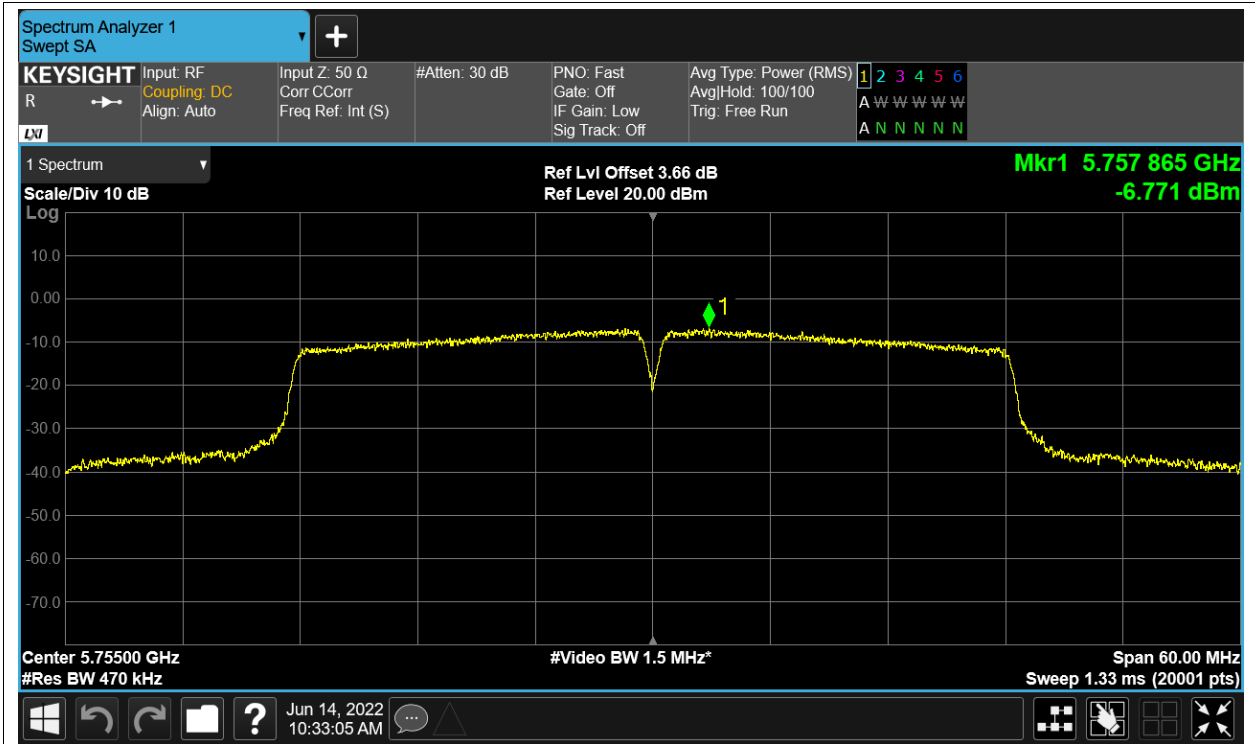 Spectrum Analyzer 1
Swept SA
KEYSIGHT
R
LXI
Input: RF
Coupling: DC
Align: Auto
Input Z: 50 Ω
Corr CCorr
Freq Ref: Int (S)
#Atten: 30 dB
PNO: Fast
Gate: Off
IF Gain: Low
Sig Track: Off
Avg Type: Power (RMS)
Avg|Hold: 100/100
Trig: Free Run
1 2 3 4 5 6
A W W W W W
A N N N N N
1 Spectrum
Scale/Div 10 dB
Log
Ref Lvl Offset 3.66 dB
Ref Level 20.00 dBm
Mkr1 5.757 865 GHz
-6.771 dBm
10.0
0.00
-10.0
-20.0
-30.0
-40.0
-50.0
-60.0
-70.0
1
Center 5.75500 GHz
#Res BW 470 kHz
#Video BW 1.5 MHz*
Span 60.00 MHz
Sweep 1.33 ms (20001 pts)
?
Jun 14, 2022
10:33:05 AM